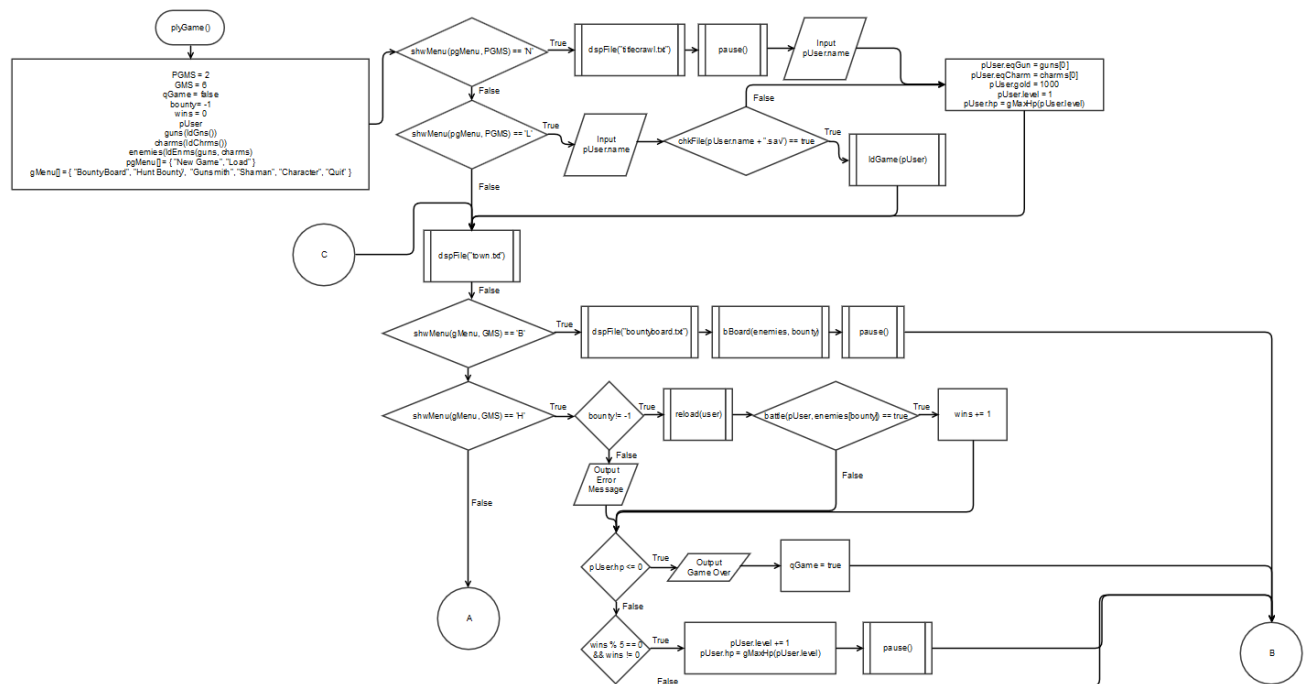 plyGame()
PGMS = 2
GMS = 6
qGame = false
bounty= -1
wins = 0
pUser
guns(ldGns())
charms(ldChrms())
enemies(ldEnms(guns, charms)
pgMenu[] = { "New Game", "Load" }
gMenu[] = { "BountyBoard", "Hunt Bounty', "Gunsmith", "Shaman", "Character", "Quit" }
shwMenu(pgMenu, PGMS) == 'N'
True
dspFile("titlecrawl.txt")
pause()
Input
pUser.name
pUser.eqGun = guns[0]
pUser.eqCharm = charms[0]
pUser.gold = 1000
pUser.level = 1
pUser.hp = gMaxHp(pUser.level)
False
shwMenu(pgMenu, PGMS) == 'L'
True
Input
pUser.name
chkFile(pUser.name + ".sav') == true
False
True
ldGame(pUser)
False
C
dspFile("town.txt")
False
shwMenu(gMenu, GMS) == 'B'
True
dspFile("bountyboard.txt")
bBoard(enemies, bounty)
pause()
shwMenu(gMenu, GMS) == 'H'
True
bounty != -1
True
reload(user)
battle(pUser, enemies[bounty]) == true
True
wins += 1
False
Output
Error
Message
False
False
pUser.hp <= 0
True
Output
Game Over
qGame = true
A
False
wins % 5 == 0
&& wins != 0
True
pUser.level += 1
pUser.hp = gMaxHp(pUser.level)
pause()
False
B